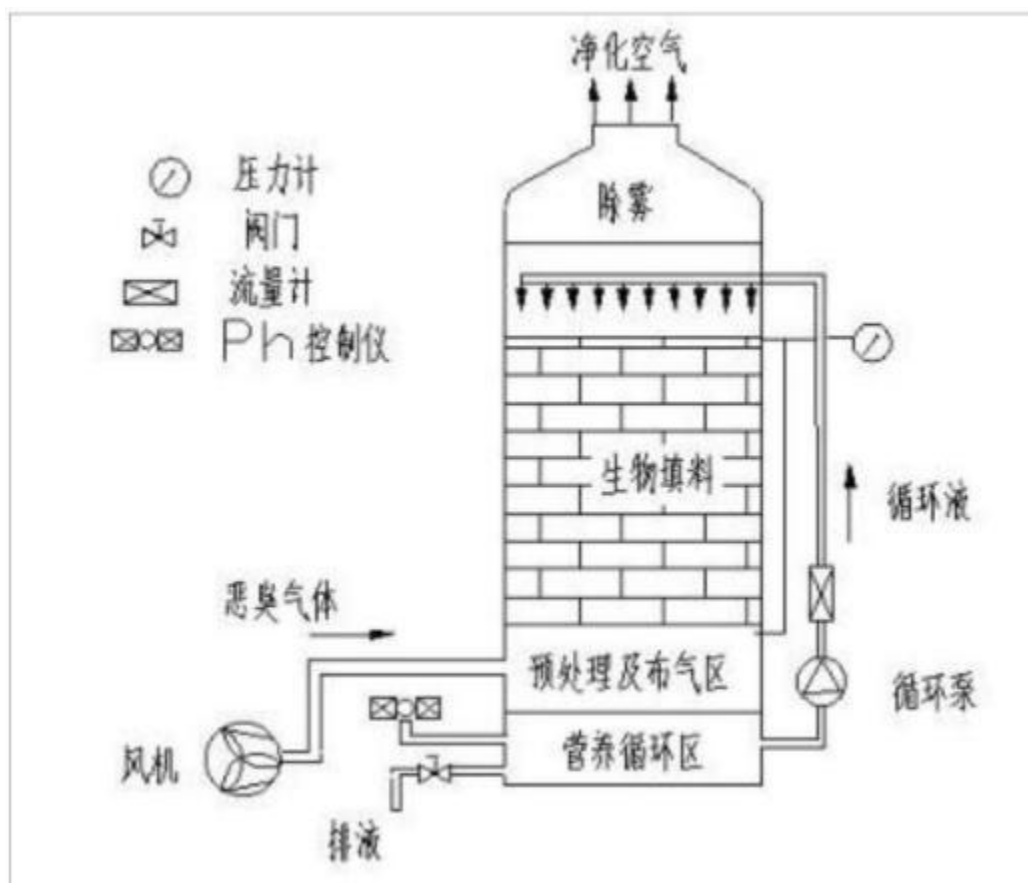 净化空气
除雾
压力计
阀门
流量计
Ph控制仪
生物填料
循环液
恶臭气体
预处理及布气区
循环泵
风机
营养循环区
排液